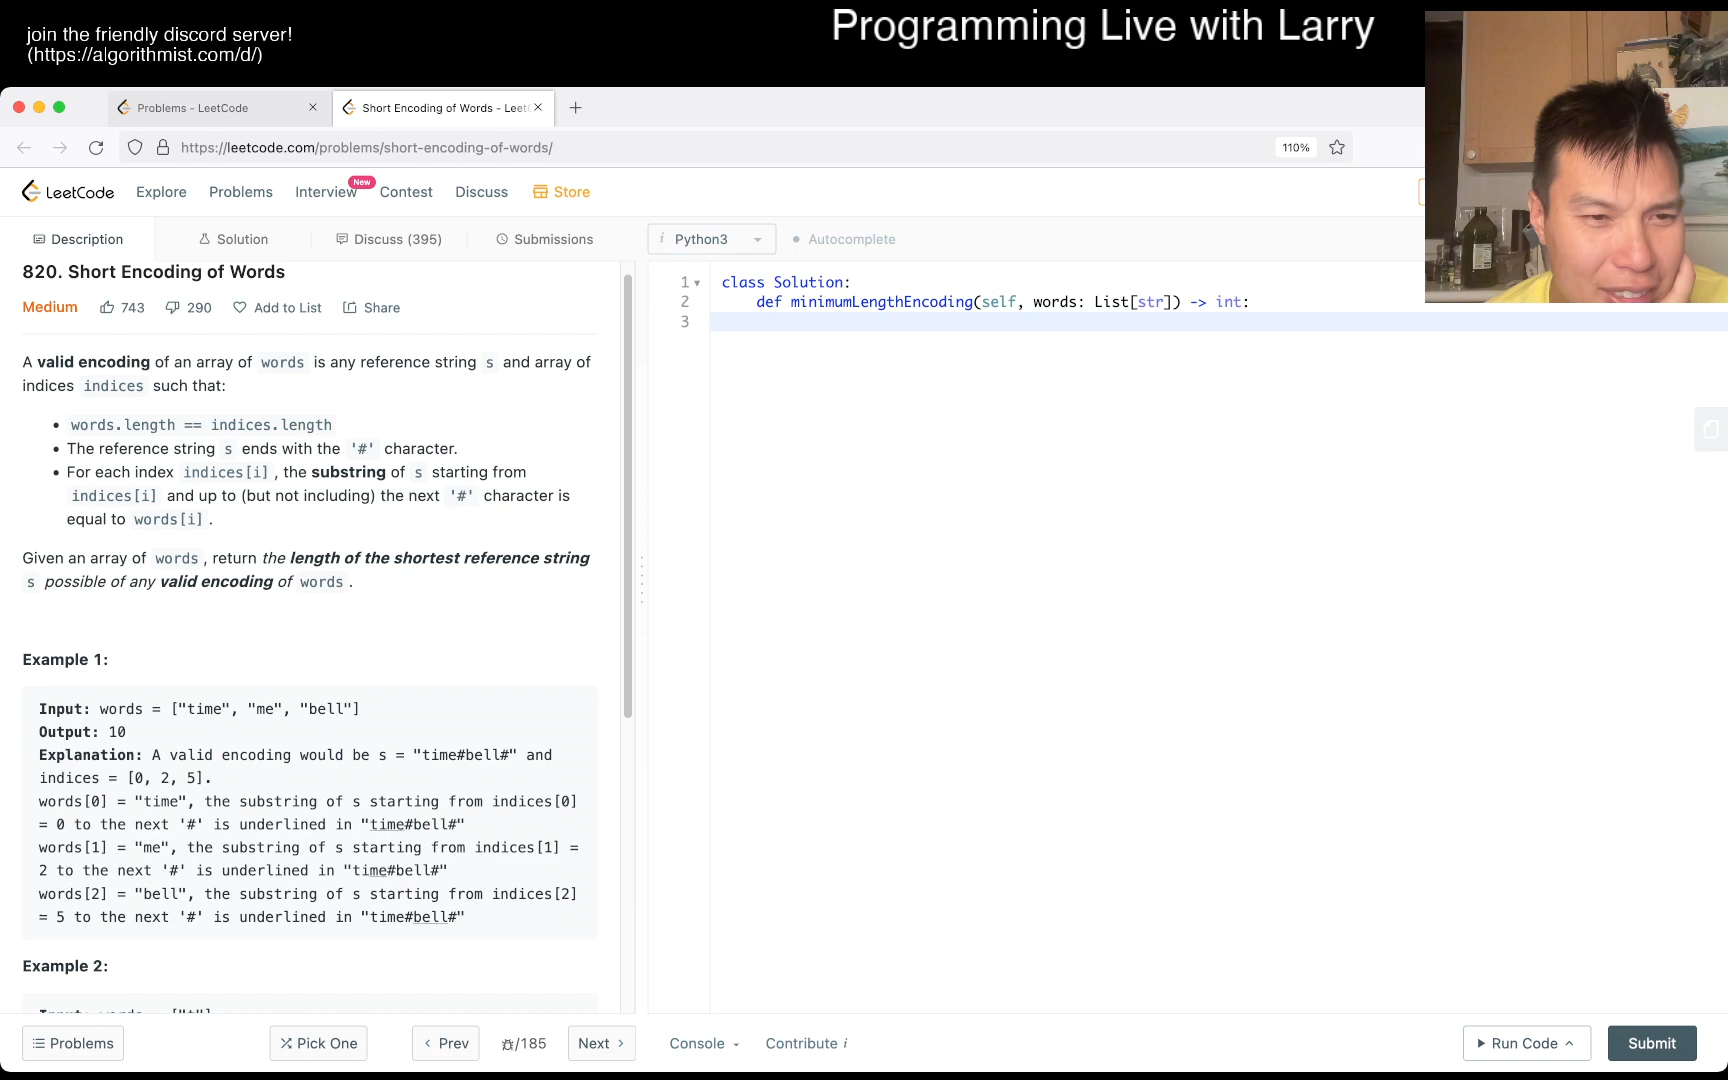 join the friendly discord server!
(https://algorithmist.com/d/)
Programming Live with Larry
Problems - LeetCode
Short Encoding of Words - Leet
https://leetcode.com/problems/short-encoding-of-words/
110%
LeetCode
Explore
Problems
Interview
New
Contest
Discuss
Store
Description
Solution
Discuss (395)
Submissions
i Python3
Autocomplete
820. Short Encoding of Words
Medium
743
290
Add to List
Share
A valid encoding of an array of words is any reference string s and array of
indices indices such that:
• words.length == indices.length
• The reference string s ends with the '#' character.
• For each index indices[i], the substring of s starting from
indices[i] and up to (but not including) the next '#' character is
equal to words[i].
Given an array of words, return the length of the shortest reference string
s possible of any valid encoding of words.
Example 1:
Input: words = ["time", "me", "bell"]
Output: 10
Explanation: A valid encoding would be s = "time#bell#" and
indices = [0, 2, 5].
words[0] = "time", the substring of s starting from indices[0]
= 0 to the next '#' is underlined in "time#bell#"
words[1] = "me", the substring of s starting from indices[1] =
2 to the next '#' is underlined in "time#bell#"
words[2] = "bell", the substring of s starting from indices[2]
= 5 to the next '#' is underlined in "time#bell#"
Example 2:
1
class Solution:
2
def minimumLengthEncoding(self, words: List[str]) -> int:
3
Problems
Pick One
Prev
/185
Next
Console
Contribute i
Run Code
Submit